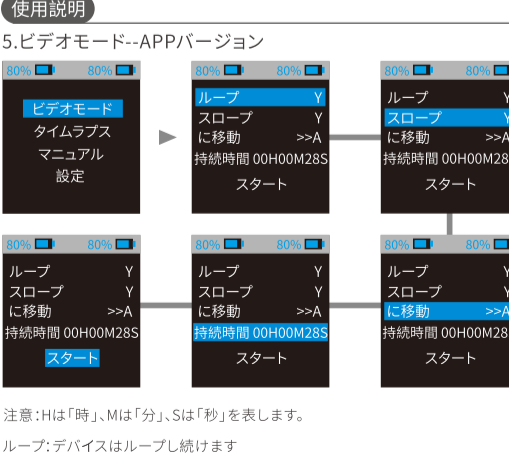 使用説明
5.ビデオモード--APPバージョン
80% 80%
ビデオモード
タイムラプス
マニュアル
設定
80% 80%
ループ Y
スロープ Y
に移動 >>A
持続時間 00H00M28S
スタート
80% 80%
ループ Y
スロープ Y
に移動 >>A
持続時間 00H00M28
スタート
80% 80%
ループ Y
スロープ Y
に移動 >>A
持続時間 00H00M28S
スタート
80% 80%
ループ Y
スロープ Y
に移動 >>A
持続時間 00H00M28S
スタート
80% 80%
ループ Y
スロープ Y
に移動 >>A
持続時間 00H00M28
スタート
注意:Hは「時」、Mは「分」、Sは「秒」を表します。
ループ:デバイスはループし続けます